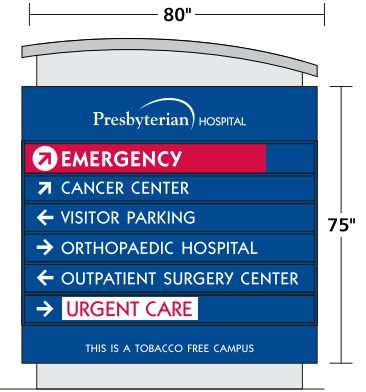 80"
Presbyterian HOSPITAL
EMERGENCY
CANCER CENTER
VISITOR PARKING
75"
ORTHOPAEDIC HOSPITAL
OUTPATIENT SURGERY CENTER
URGENT CARE
THIS IS A TOBACCO FREE CAMPUS